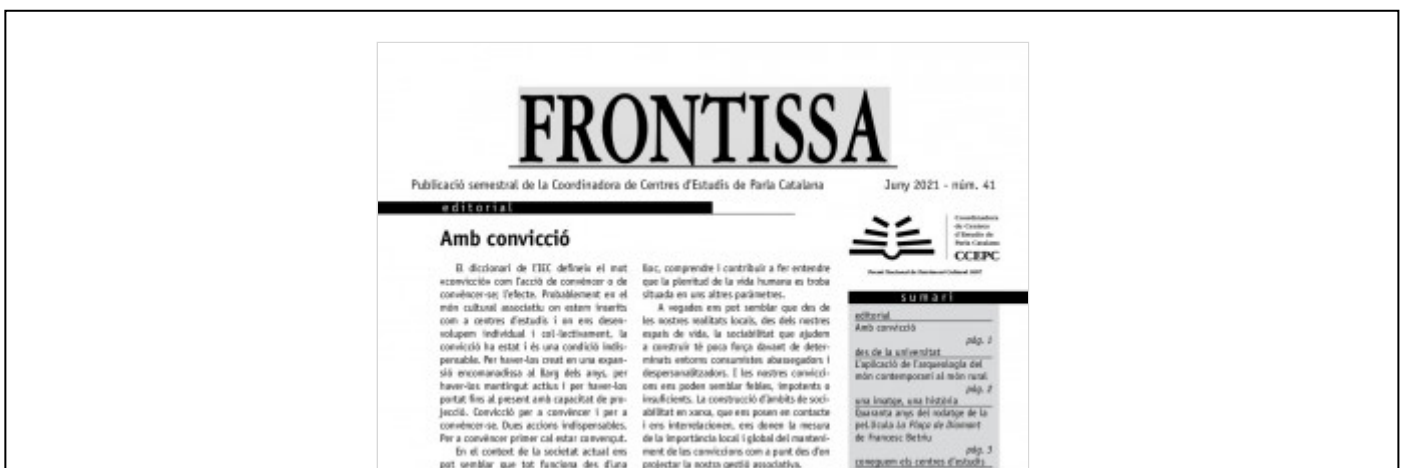 FRONTISSA
Publicació semestral de la Coordinadora de Centres d'Estudis de Parla Catalana
Juny 2021 - núm. 41
editorial
Amb convicció
El diccionari de l'IEC defineix el mot
«convicció» com l'acció de convèncer o de
convèncer-se; l'efecte. Probablement en el
món cultural associatiu on estem inserits
com a centres d'estudis i on ens desen-
volupem individual i col·lectivament, la
convicció ha estat i és una condició indis-
pensable. Per haver-los creat en una expan-
sió encomanadissa al llarg dels anys, per
haver-los mantingut actius i per haver-los
portat fins al present amb capacitat de pro-
jecció. Convicció per a convèncer i per a
convèncer-se. Dues accions indispensables.
Per a convèncer primer cal estar convençut.
En el context de la societat actual ens
pot semblar que tot funciona des d'una
lloc, comprendre i contribuir a fer entendre
que la plenitud de la vida humana es troba
situada en uns altres paràmetres.
A vegades ens pot semblar que des de
les nostres realitats locals, des dels nostres
espais de vida, la sociabilitat que ajudem
a construir té poca força davant de deter-
minats entorns consumistes abassegadors i
despersonalitzadors. I les nostres convicci-
ons ens poden semblar febles, impotents o
insuficients. La construcció d'àmbits de soci-
abilitat en xarxa, que ens posen en contacte
i ens interrelacionen, ens donen la mesura
de la importància local i global del manteni-
ment de les conviccions com a punt des d'on
projectar la nostra gestió associativa.
Coordinadora
de Centres
d'Estudis de
Parla Catalana
CCEPC
Premi Nacional de Patrimoni Cultural
sumari
editorial
Amb convicció
pàg. 1
des de la universitat
L'aplicació de l'arqueologia del
món contemporani al món rural
pàg. 2
una imatge, una història
Quaranta anys del rodatge de la
pel·lícula La Plaça de Diamant
de Francesc Betriu
pàg. 3
coneguem els centres d'estudis